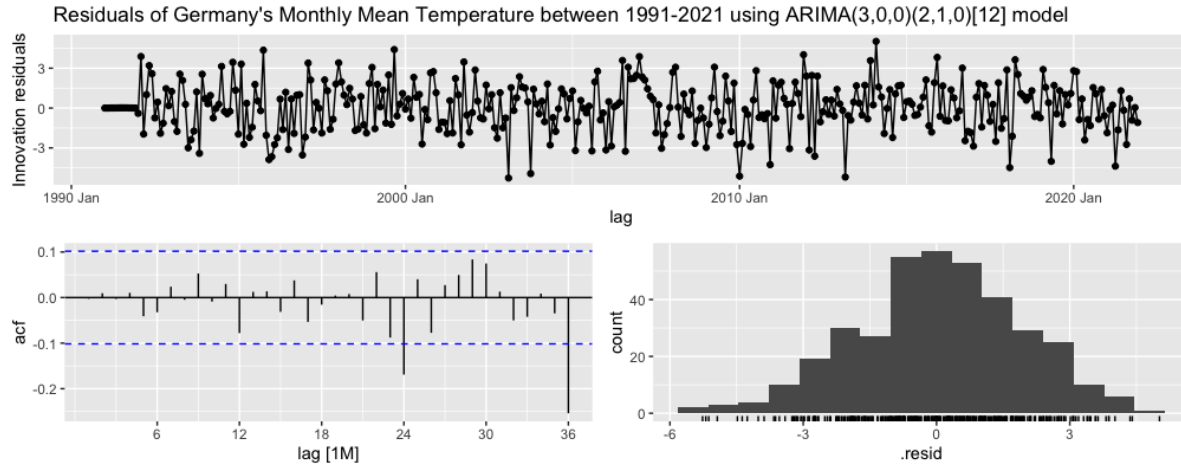 Residuals of Germany's Monthly Mean Temperature between 1991-2021 using ARIMA(3,0,0)(2,1,0)[12] model
Innovation residuals
3
0
-3
1990 Jan
2000 Jan
2010 Jan
2020 Jan
lag
acf
0.1
0.0
-0.1
-0.2
6
12
18
24
30
36
lag [1M]
count
40
20
0
-6
-3
0
3
.resid